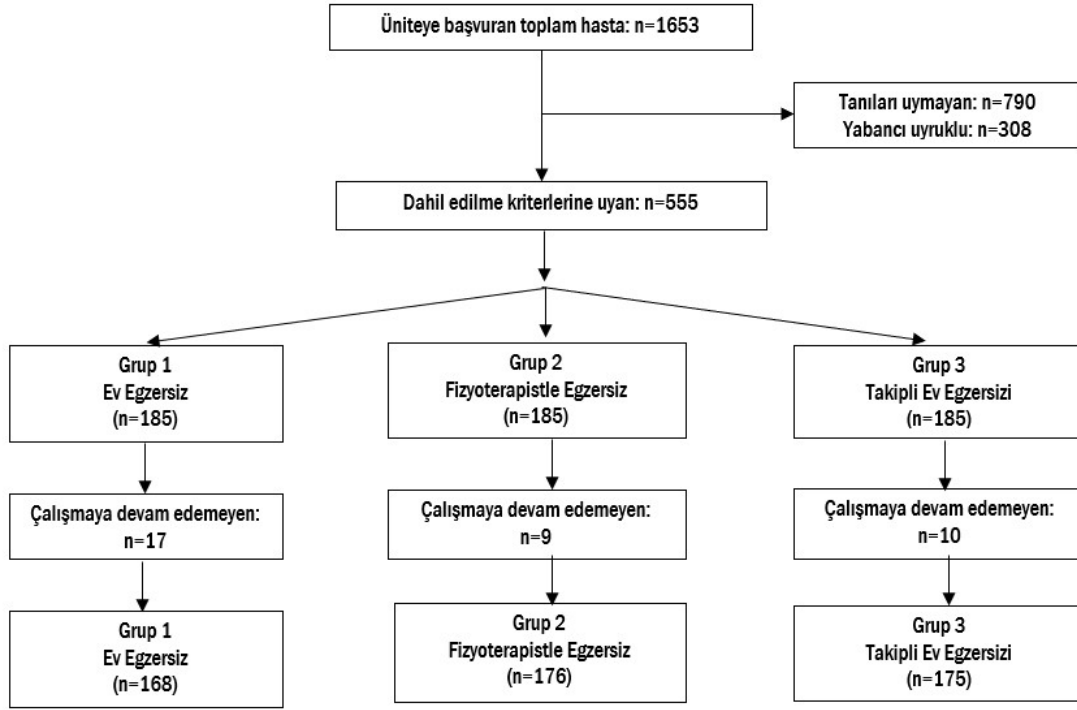 Üniteye başvuran toplam hasta: n=1653
Tanıları uymayan: n=790
Yabancı uyruklu: n=308
Dahil edilme kriterlerine uyan: n=555
Grup 1
Ev Egzersiz
(n=185)
Grup 2
Fizyoterapistle Egzersiz
(n=185)
Grup 3
Takipli Ev Egzersizi
(n=185)
Çalışmaya devam edemeyen:
n=17
Çalışmaya devam edemeyen:
n=9
Çalışmaya devam edemeyen:
n=10
Grup 1
Ev Egzersiz
(n=168)
Grup 2
Fizyoterapistle Egzersiz
(n=176)
Grup 3
Takipli Ev Egzersizi
(n=175)